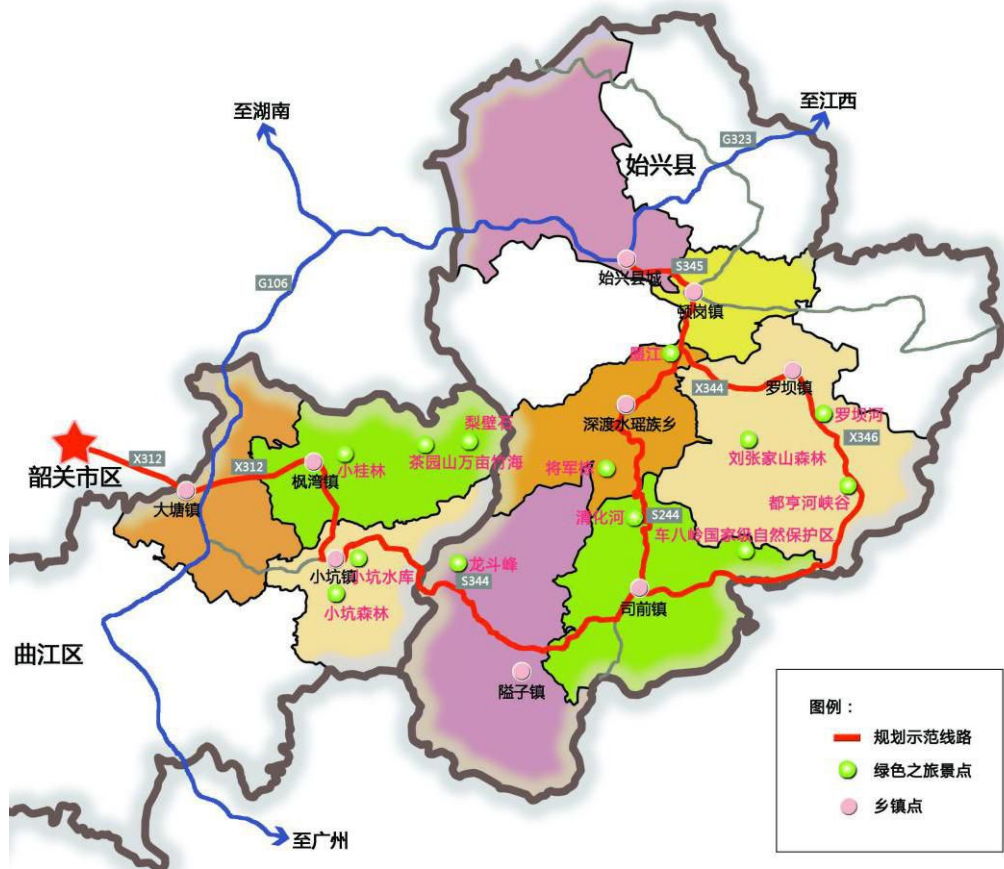 至湖南
至江西
G323
始兴县
G106
始兴县城
S345
顿岗镇
墨江
X344
罗坝镇
罗坝河
X346
深渡水瑶族乡
刘张家山森林
将军栋
都亨河峡谷
清化河
S244
车八岭国家级自然保护区
梨壁石
茶园山万亩竹海
小桂林
X312
X312
韶关市区
大塘镇
枫湾镇
小坑镇
小坑水库
小坑森林
龙斗峰
S344
司前镇
曲江区
隘子镇
至广州
图例：
规划示范线路
绿色之旅景点
乡镇点